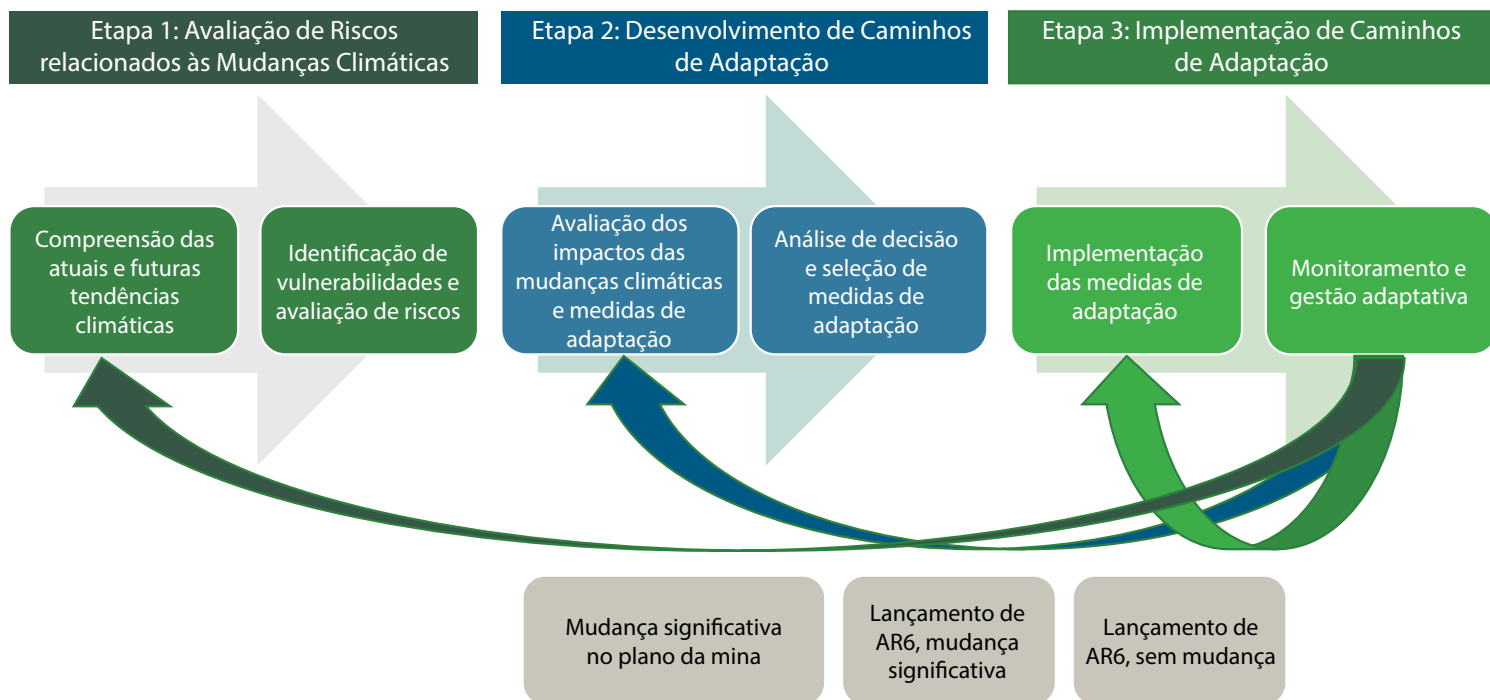 Etapa 1: Avaliação de Riscos
relacionados às Mudanças Climáticas
Etapa 2: Desenvolvimento de Caminhos
de Adaptação
Etapa 3: Implementação de Caminhos
de Adaptação
Compreensão das
atuais e futuras
tendências
climáticas
Identificação de
vulnerabilidades e
avaliação de riscos
Avaliação dos
impactos das
mudanças climáticas
e medidas de
adaptação
Análise de decisão
e seleção de
medidas de
adaptação
Implementação
das medidas de
adaptação
Monitoramento e
gestão adaptativa
Mudança significativa
no plano da mina
Lançamento de
AR6, mudança
significativa
Lançamento de
AR6, sem mudança